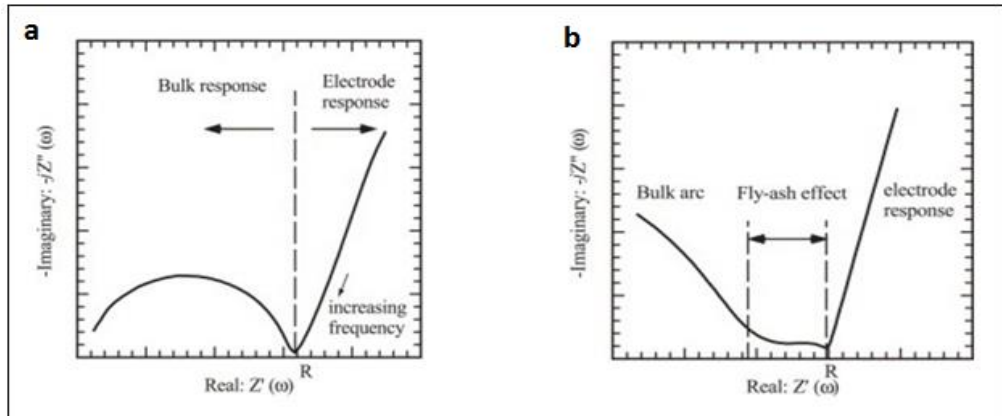 a
Bulk response
Electrode
response
-Imaginary: -jZ" (ω)
increasing
frequency
R
Real: Z' (ω)
b
Bulk arc
Fly-ash effect
electrode
response
-Imaginary: -jZ" (ω)
R
Real: Z' (ω)